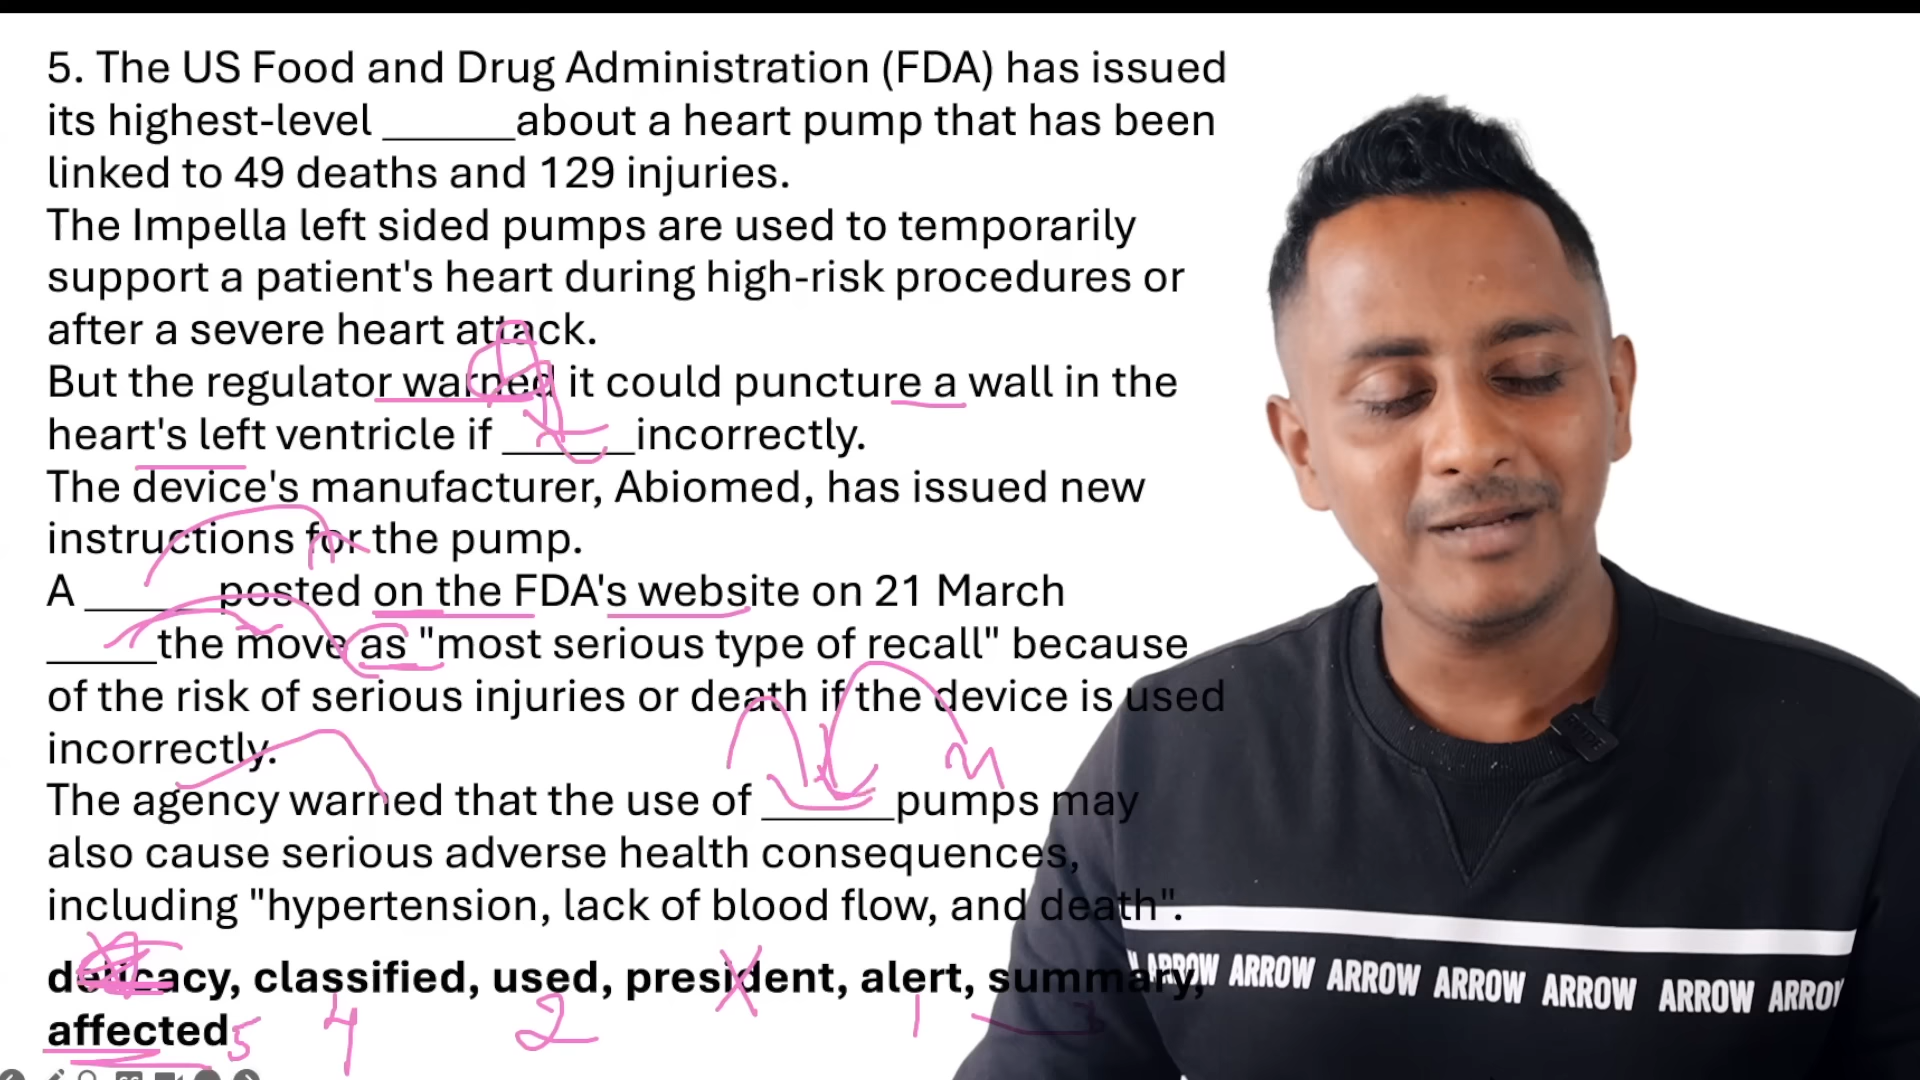 5. The US Food and Drug Administration (FDA) has issued
its highest-level ______about a heart pump that has been
linked to 49 deaths and 129 injuries.
The Impella left sided pumps are used to temporarily
support a patient's heart during high-risk procedures or
after a severe heart attack.
But the regulator warned it could puncture a wall in the
heart's left ventricle if ______incorrectly.
The device's manufacturer, Abiomed, has issued new
instructions for the pump.
A ______posted on the FDA's website on 21 March
_____the move as "most serious type of recall" because
of the risk of serious injuries or death if the device is used
incorrectly.
The agency warned that the use of ______pumps may
also cause serious adverse health consequences,
including "hypertension, lack of blood flow, and death".
classified, used, president, alert, summary,
affected 5 4 2 1 3
ARROW ARROW ARROW ARROW ARROW ARROW